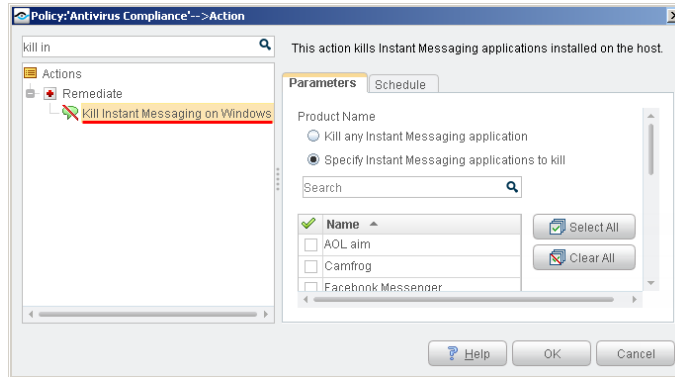 Policy:'Antivirus Compliance'-->Action
kill in
Actions
Remediate
Kill Instant Messaging on Windows
This action kills Instant Messaging applications installed on the host.
Parameters
Schedule
Product Name
Kill any Instant Messaging application
Specify Instant Messaging applications to kill
Search
Name
AOL aim
Camfrog
Facebook Messenger
Select All
Clear All
Help
OK
Cancel